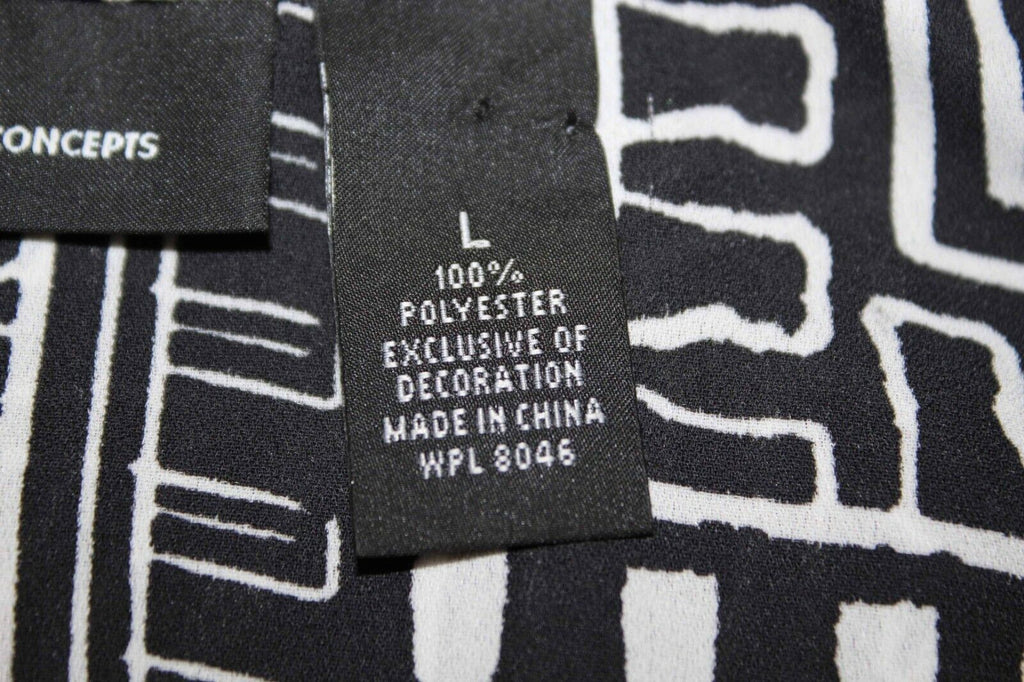 CONCEPTS
L
100%
POLYESTER
EXCLUSIVE OF
DECORATION
MADE IN CHINA
WPL 8046